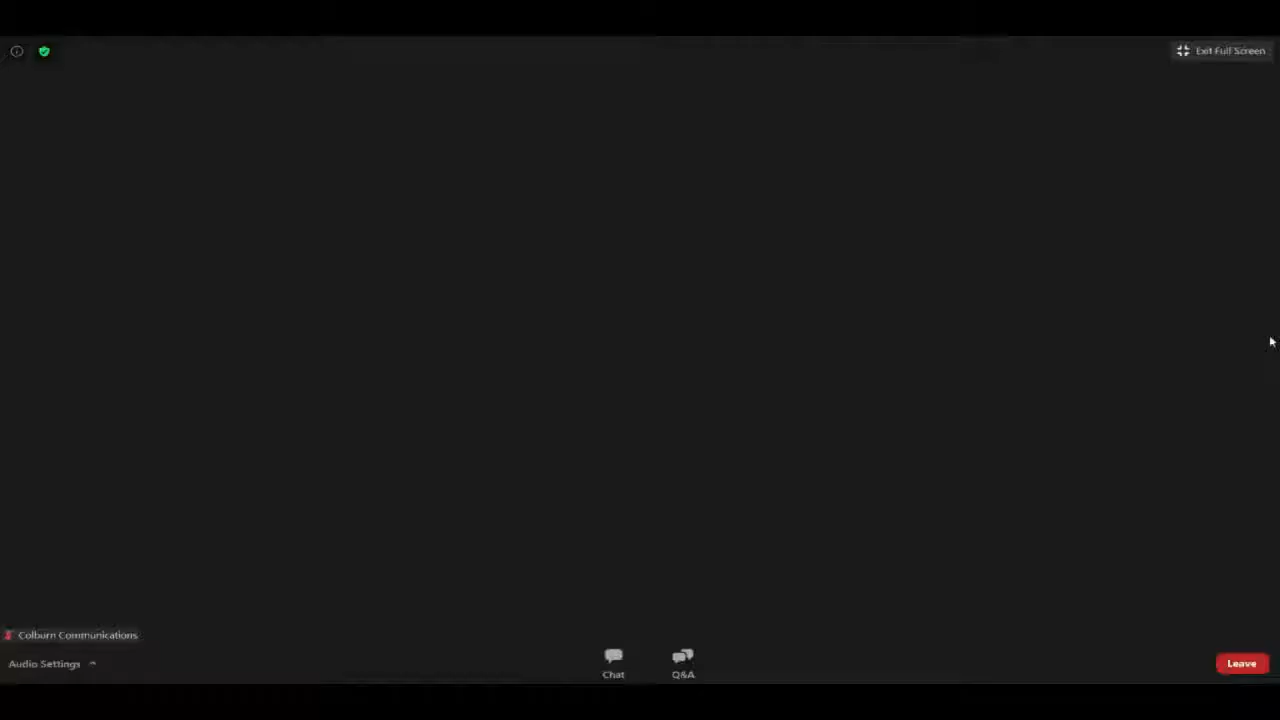 Exit Full Screen
Colburn Communications
Audio Settings
Chat
Q&A
Leave